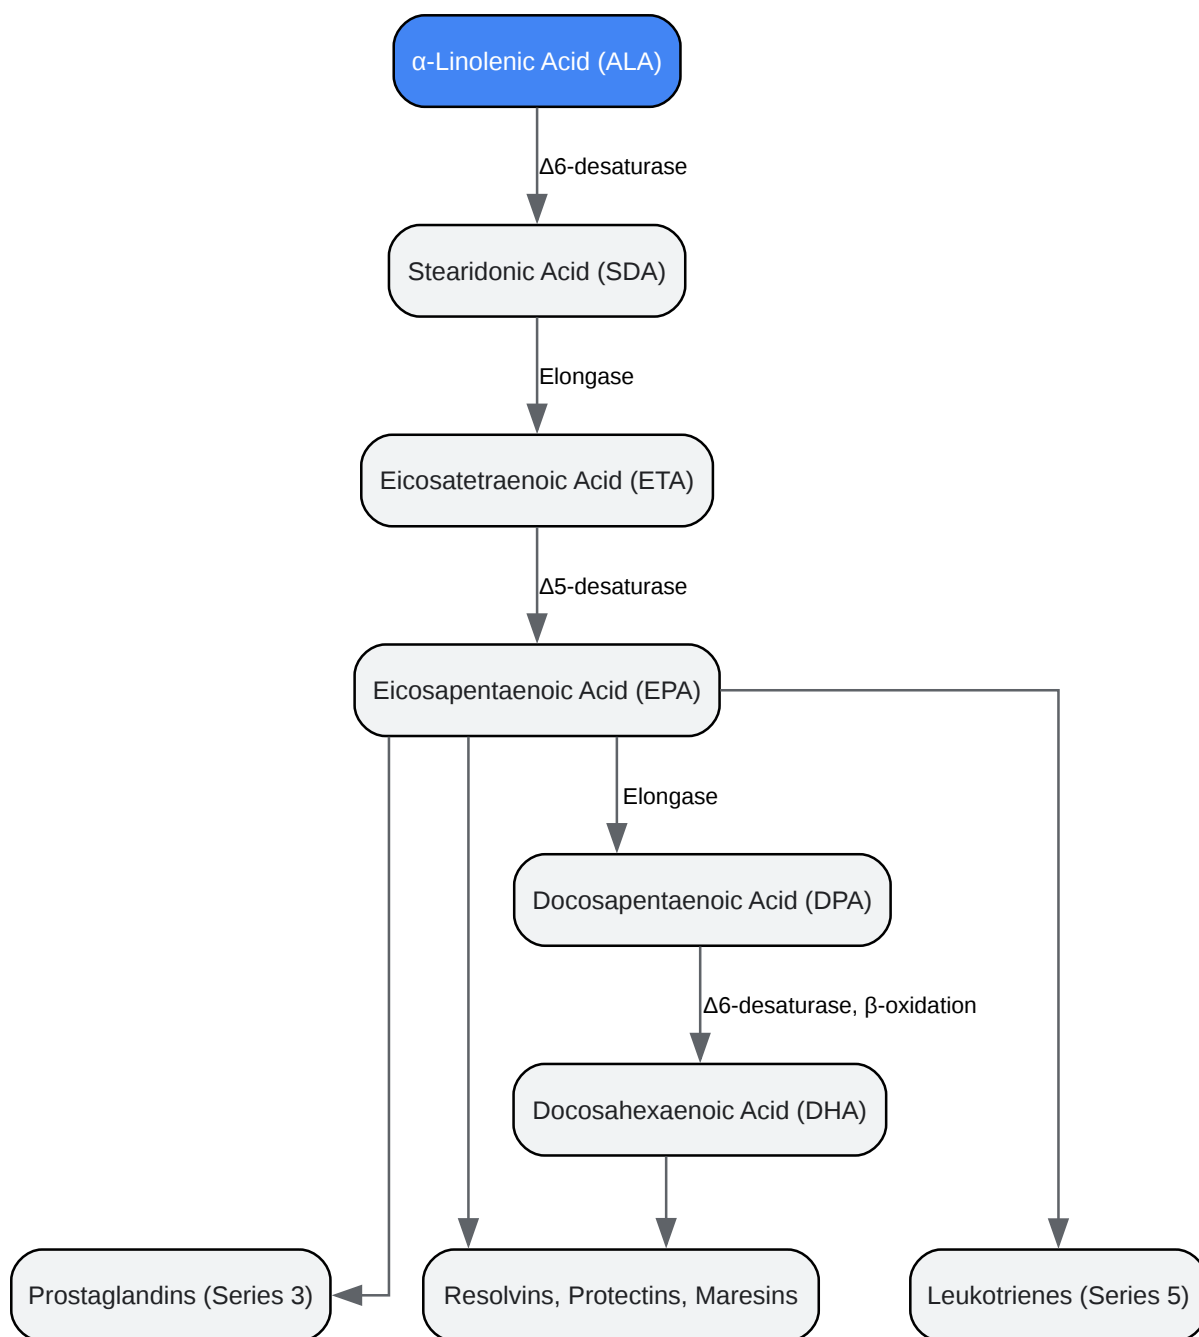 α-Linolenic Acid (ALA)
Δ6-desaturase
Stearidonic Acid (SDA)
Elongase
Eicosatetraenoic Acid (ETA)
Δ5-desaturase
Eicosapentaenoic Acid (EPA)
Elongase
Docosapentaenoic Acid (DPA)
Δ6-desaturase, β-oxidation
Docosahexaenoic Acid (DHA)
Prostaglandins (Series 3)
Resolvins, Protectins, Maresins
Leukotrienes (Series 5)